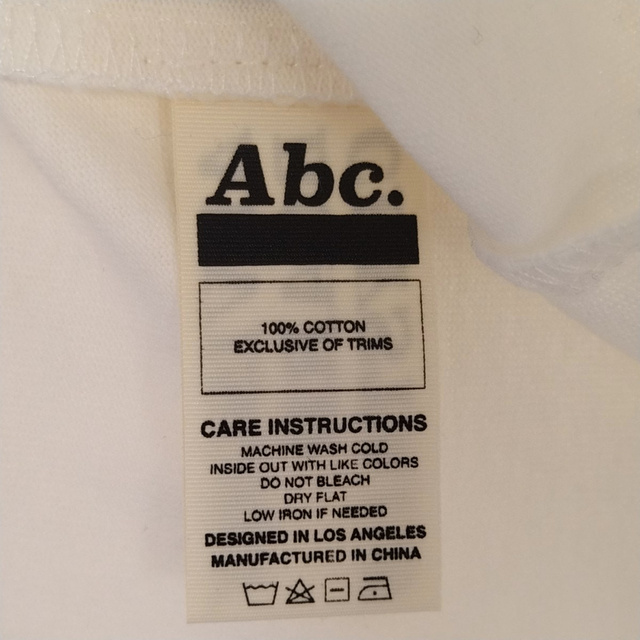 Abc.
100% COTTON
EXCLUSIVE OF TRIMS
CARE INSTRUCTIONS
MACHINE WASH COLD
INSIDE OUT WITH LIKE COLORS
DO NOT BLEACH
DRY FLAT
LOW IRON IF NEEDED
DESIGNED IN LOS ANGELES
MANUFACTURED IN CHINA